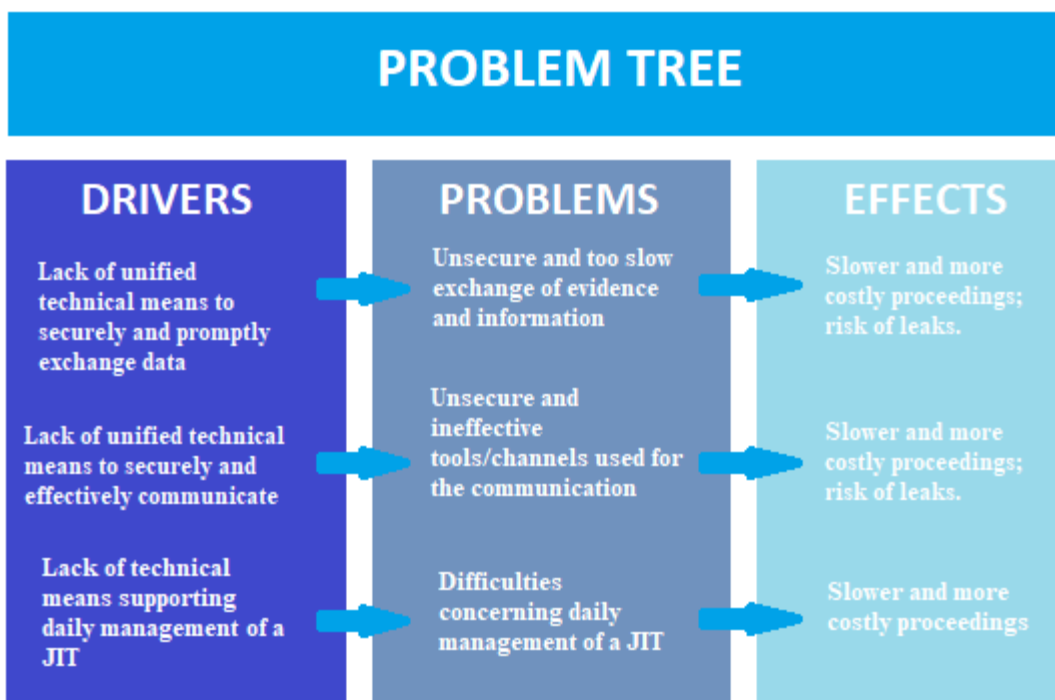 PROBLEM TREE
DRIVERS
Lack of unified
technical means to
securely and promptly
exchange data
Lack of unified technical
means to securely and
effectively communicate
Lack of technical
means supporting
daily management of a
JIT
PROBLEMS
Unsecure and too slow
exchange of evidence
and information
Unsecure and
ineffective
tools/channels used for
the communication
Difficulties
concerning daily
management of a JIT
EFFECTS
Slower and more
costly proceedings;
risk of leaks.
Slower and more
costly proceedings;
risk of leaks.
Slower and more
costly proceedings